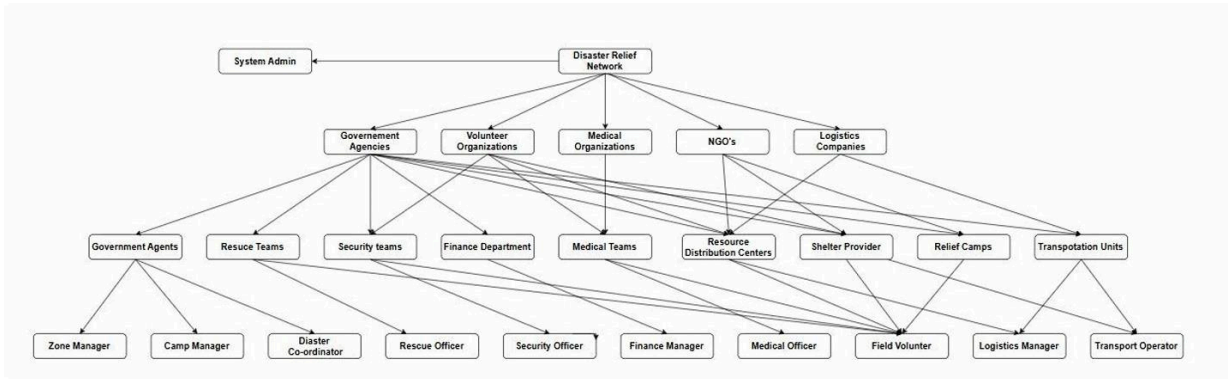 System Admin
Disaster Relief
Network
Governement
Agencies
Volunteer
Organizations
Medical
Organizations
NGO's
Logistics
Companies
Government Agents
Resuce Teams
Security teams
Finance Department
Medical Teams
Resource
Distribution Centers
Shelter Provider
Relief Camps
Transpotation Units
Zone Manager
Camp Manager
Diaster
Co-ordinator
Rescue Officer
Security Officer
Finance Manager
Medical Officer
Field Volunter
Logistics Manager
Transport Operator